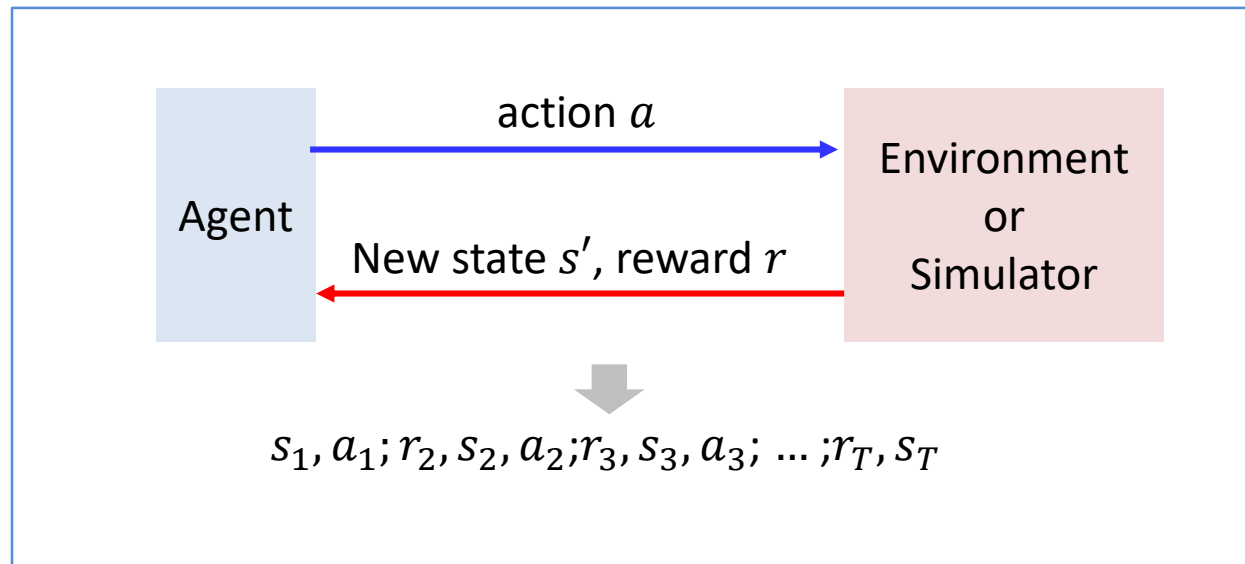 action 𝑎
Agent
Environment
or
Simulator
New state 𝑠′, reward 𝑟
𝑠₁, 𝑎₁; 𝑟₂, 𝑠₂, 𝑎₂;𝑟₃, 𝑠₃, 𝑎₃; … ;𝑟_𝑇, 𝑠_𝑇